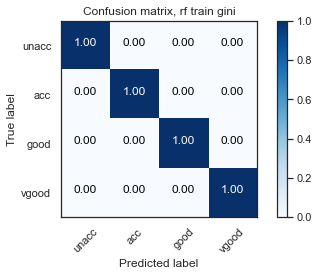 Confusion matrix, rf train gini
1.0
unacc
1.00 0.00 0.00 0.00
0.8
acc
0.00 1.00 0.00 0.00
0.6
True label
0.4
good
0.00 0.00 1.00 0.00
0.2
vgood
0.00 0.00 0.00 1.00
0.0
unacc acc good vgood
Predicted label